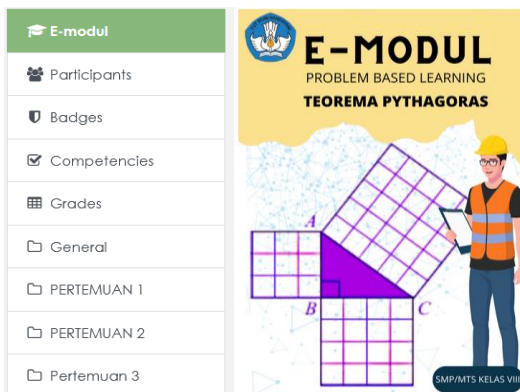 E-modul
Participants
Badges
Competencies
Grades
General
PERTEMUAN 1
PERTEMUAN 2
Pertemuan 3
E-MODUL
PROBLEM BASED LEARNING
TEOREMA PYTHAGORAS
A
B
C
SMP/MTS KELAS VIII